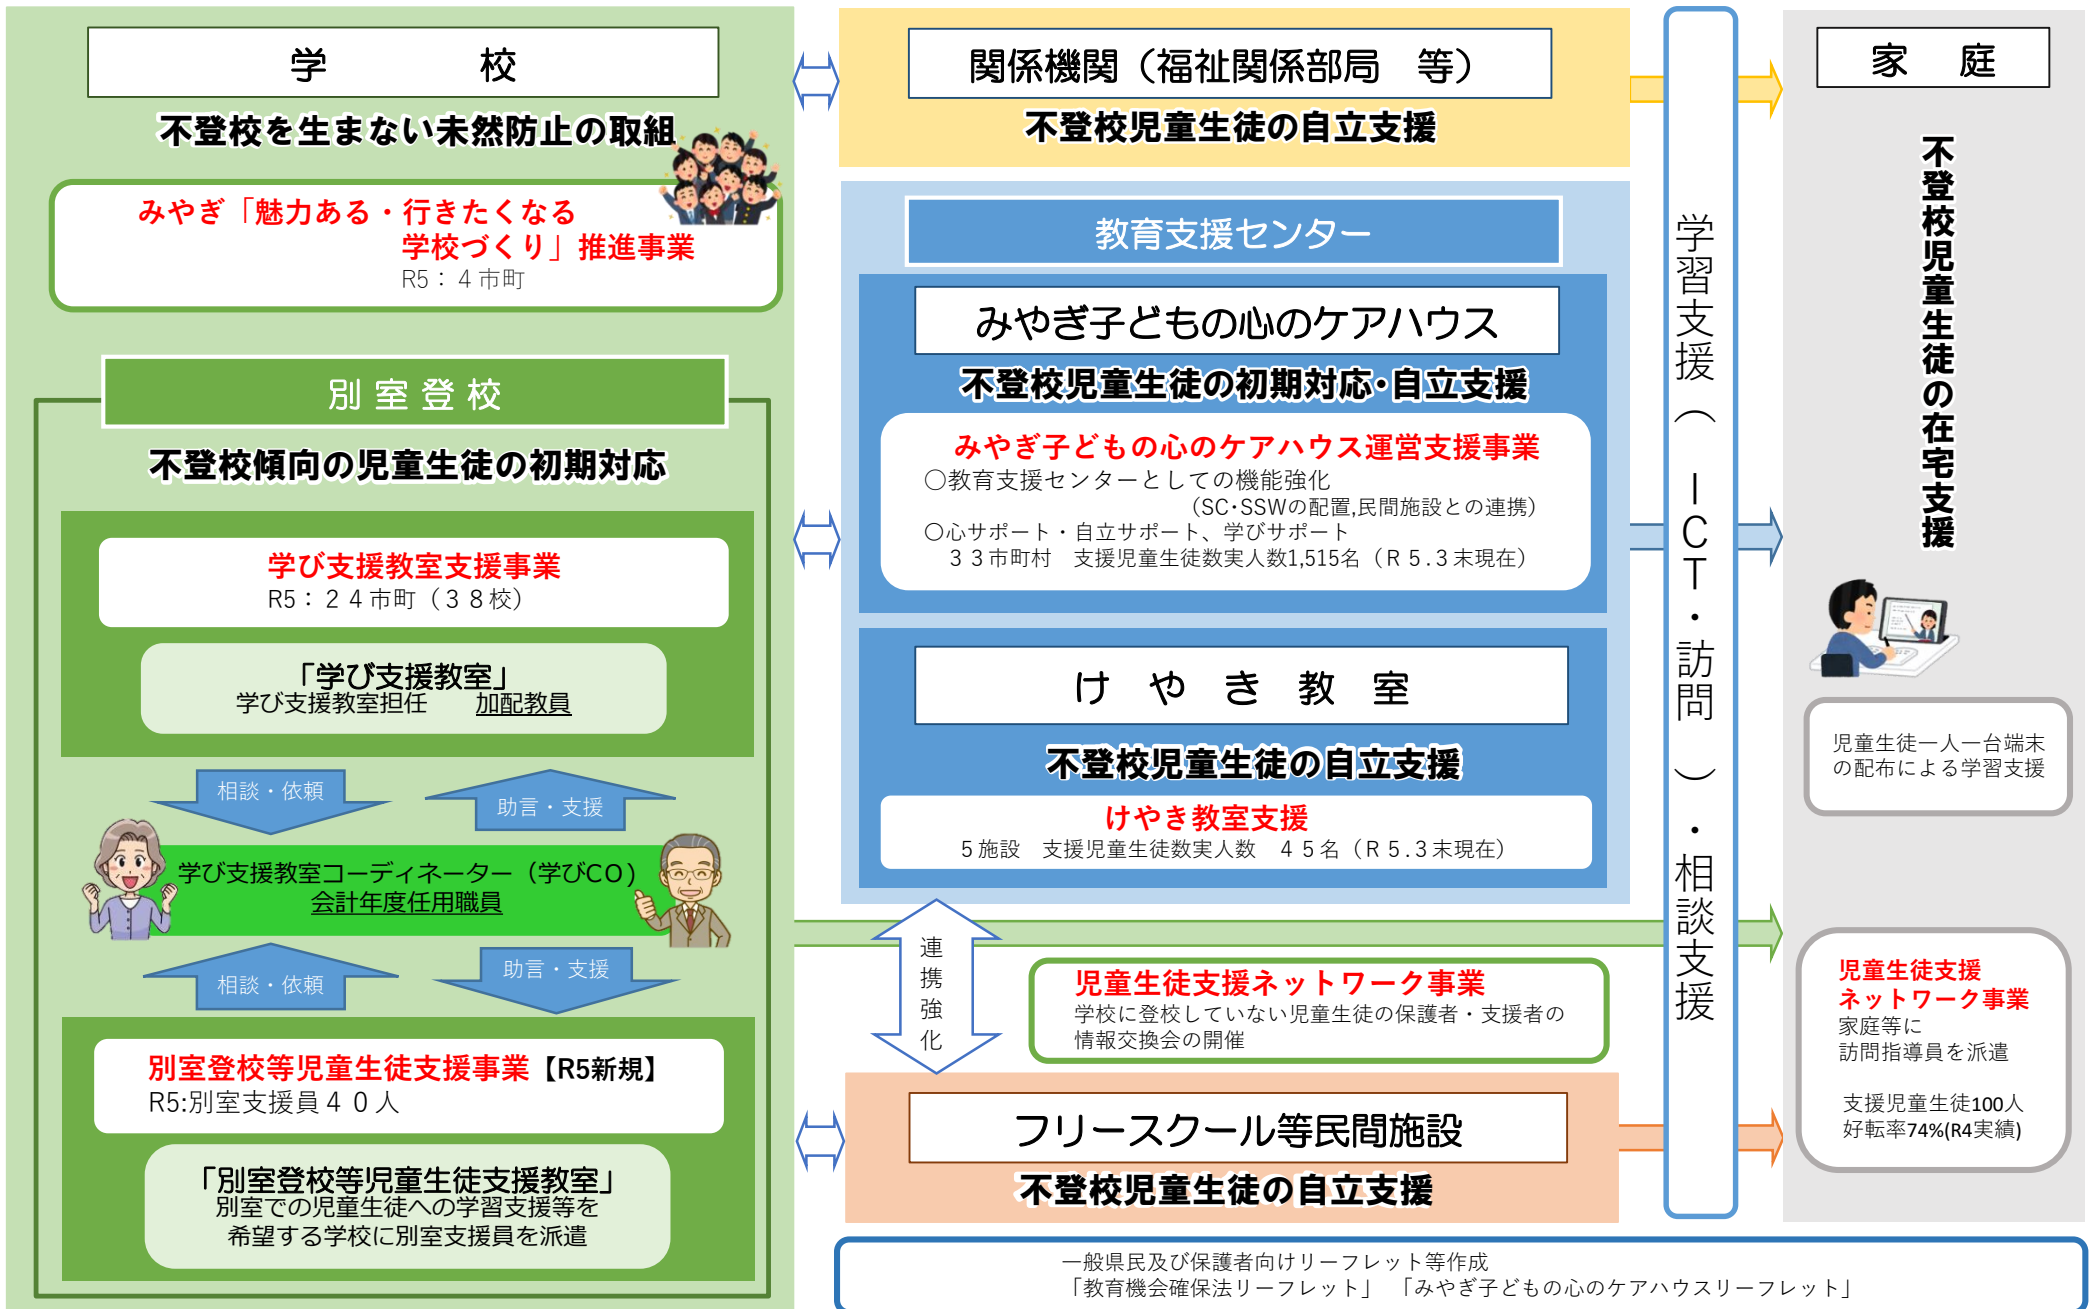 学　校
不登校を生まない未然防止の取組
みやぎ「魅力ある・行きたくなる
学校づくり」推進事業
R5：４市町
別室登校
不登校傾向の児童生徒の初期対応
学び支援教室支援事業
R5：２４市町（３８校）
「学び支援教室」
学び支援教室担任　加配教員
相談・依頼
助言・支援
学び支援教室コーディネーター（学びCO）
会計年度任用職員
相談・依頼
助言・支援
別室登校等児童生徒支援事業【R5新規】
R5:別室支援員４０人
「別室登校等児童生徒支援教室」
別室での児童生徒への学習支援等を
希望する学校に別室支援員を派遣
関係機関（福祉関係部局　等）
不登校児童生徒の自立支援
教育支援センター
みやぎ子どもの心のケアハウス
不登校児童生徒の初期対応・自立支援
みやぎ子どもの心のケアハウス運営支援事業
〇教育支援センターとしての機能強化
（SC・SSWの配置,民間施設との連携）
〇心サポート・自立サポート、学びサポート
３３市町村　支援児童生徒数実人数1,515名（Ｒ５.３末現在）
けやき教室
不登校児童生徒の自立支援
けやき教室支援
５施設　支援児童生徒数実人数　４５名（Ｒ５.３末現在）
連携強化
児童生徒支援ネットワーク事業
学校に登校していない児童生徒の保護者・支援者の
情報交換会の開催
フリースクール等民間施設
不登校児童生徒の自立支援
学習支援（ＩＣＴ・訪問）・相談支援
家　庭
不登校児童生徒の在宅支援
児童生徒一人一台端末
の配布による学習支援
児童生徒支援
ネットワーク事業
家庭等に
訪問指導員を派遣
支援児童生徒100人
好転率74%(R4実績)
一般県民及び保護者向けリーフレット等作成
「教育機会確保法リーフレット」　「みやぎ子どもの心のケアハウスリーフレット」